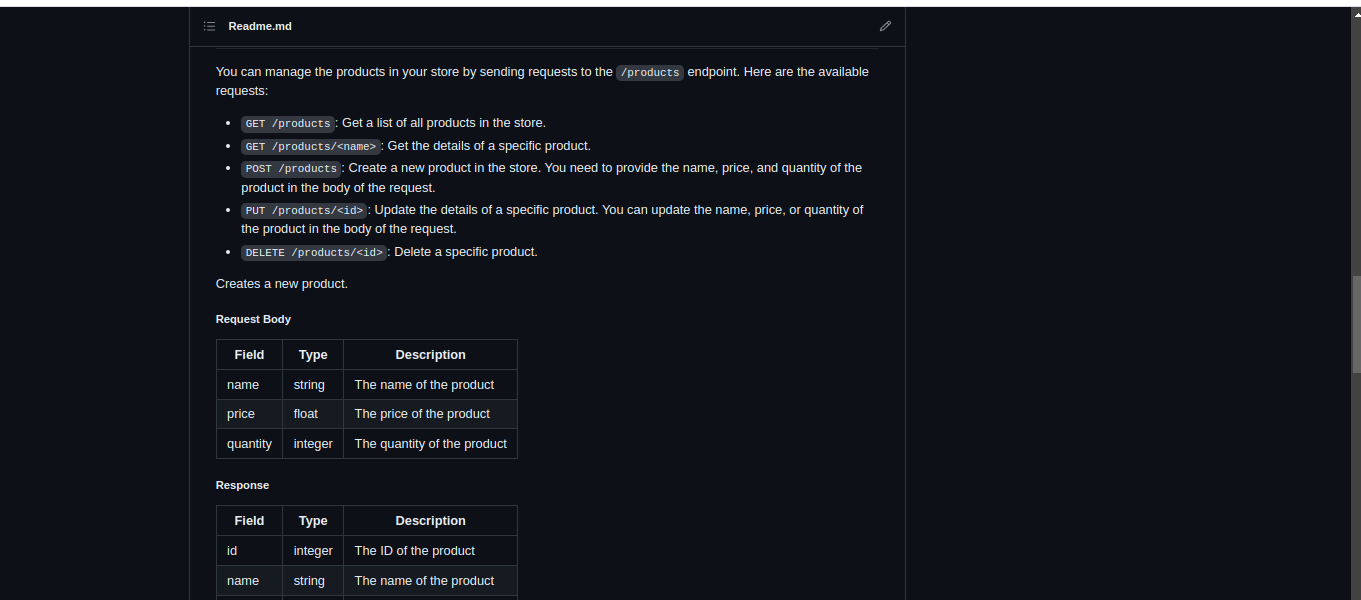 Readme.md
You can manage the products in your store by sending requests to the /products endpoint. Here are the available
requests:
GET /products: Get a list of all products in the store.
GET /products/<name>: Get the details of a specific product.
POST /products: Create a new product in the store. You need to provide the name, price, and quantity of the
product in the body of the request.
PUT /products/<id>: Update the details of a specific product. You can update the name, price, or quantity of
the product in the body of the request.
DELETE /products/<id>: Delete a specific product.
Creates a new product.
Request Body
Field Type Description
name string The name of the product
price float The price of the product
quantity integer The quantity of the product
Response
Field Type Description
id integer The ID of the product
name string The name of the product